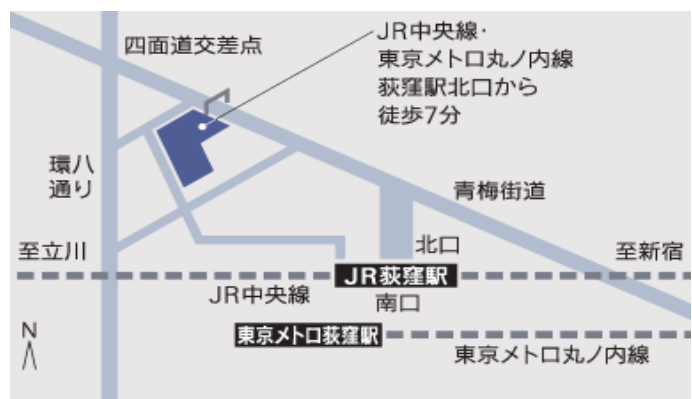 四面道交差点
JR中央線・
東京メトロ丸ノ内線
荻窪駅北口から
徒歩7分
環八
通り
青梅街道
至立川
北口
至新宿
JR荻窪駅
JR中央線
南口
N
東京メトロ荻窪駅
東京メトロ丸ノ内線